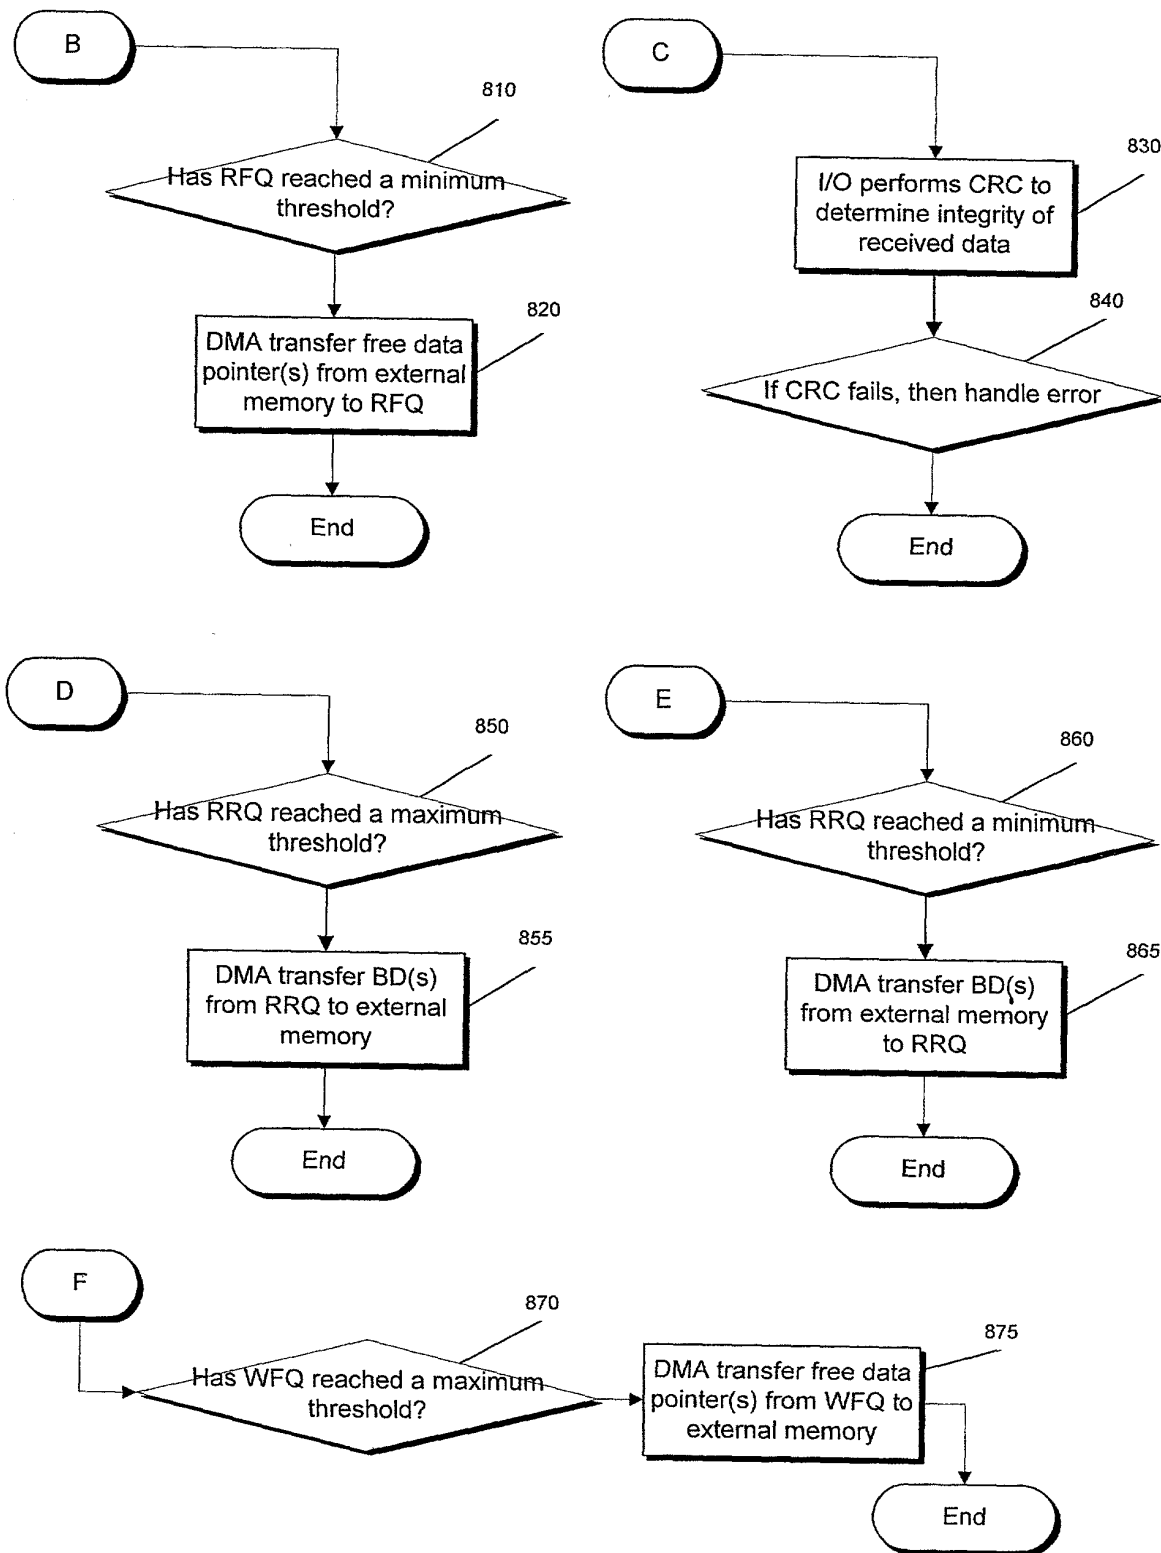 B
810
Has RFQ reached a minimum
threshold?
820
DMA transfer free data
pointer(s) from external
memory to RFQ
End
C
830
I/O performs CRC to
determine integrity of
received data
840
If CRC fails, then handle error
End
D
850
Has RRQ reached a maximum
threshold?
855
DMA transfer BD(s)
from RRQ to external
memory
End
E
860
Has RRQ reached a minimum
threshold?
865
DMA transfer BD(s)
from external memory
to RRQ
End
F
870
Has WFQ reached a maximum
threshold?
875
DMA transfer free data
pointer(s) from WFQ to
external memory
End